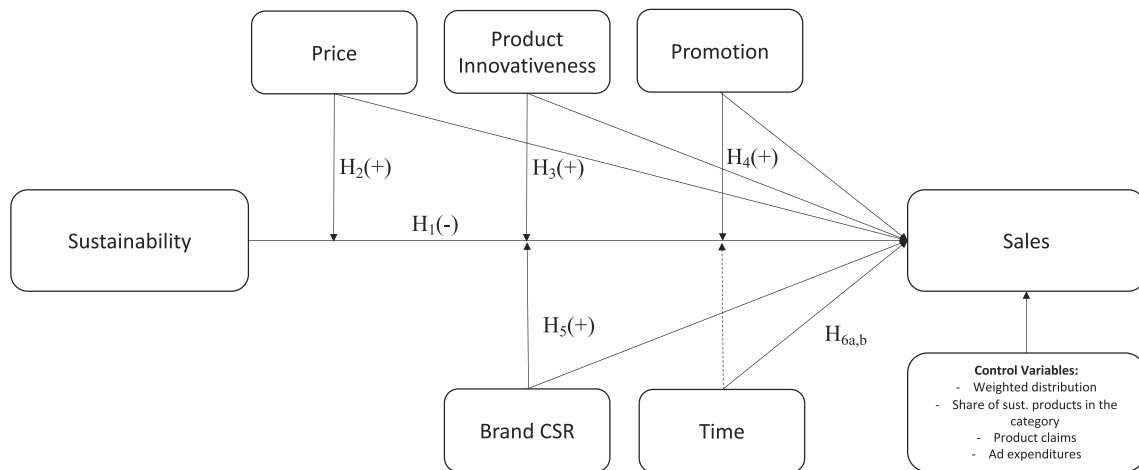 Price
Product
Innovativeness
Promotion
H2(+)
H3(+)
H4(+)
Sustainability
H1(-)
Sales
H5(+)
H6a,b
Brand CSR
Time
Control Variables:
- Weighted distribution
- Share of sust. products in the
category
- Product claims
- Ad expenditures